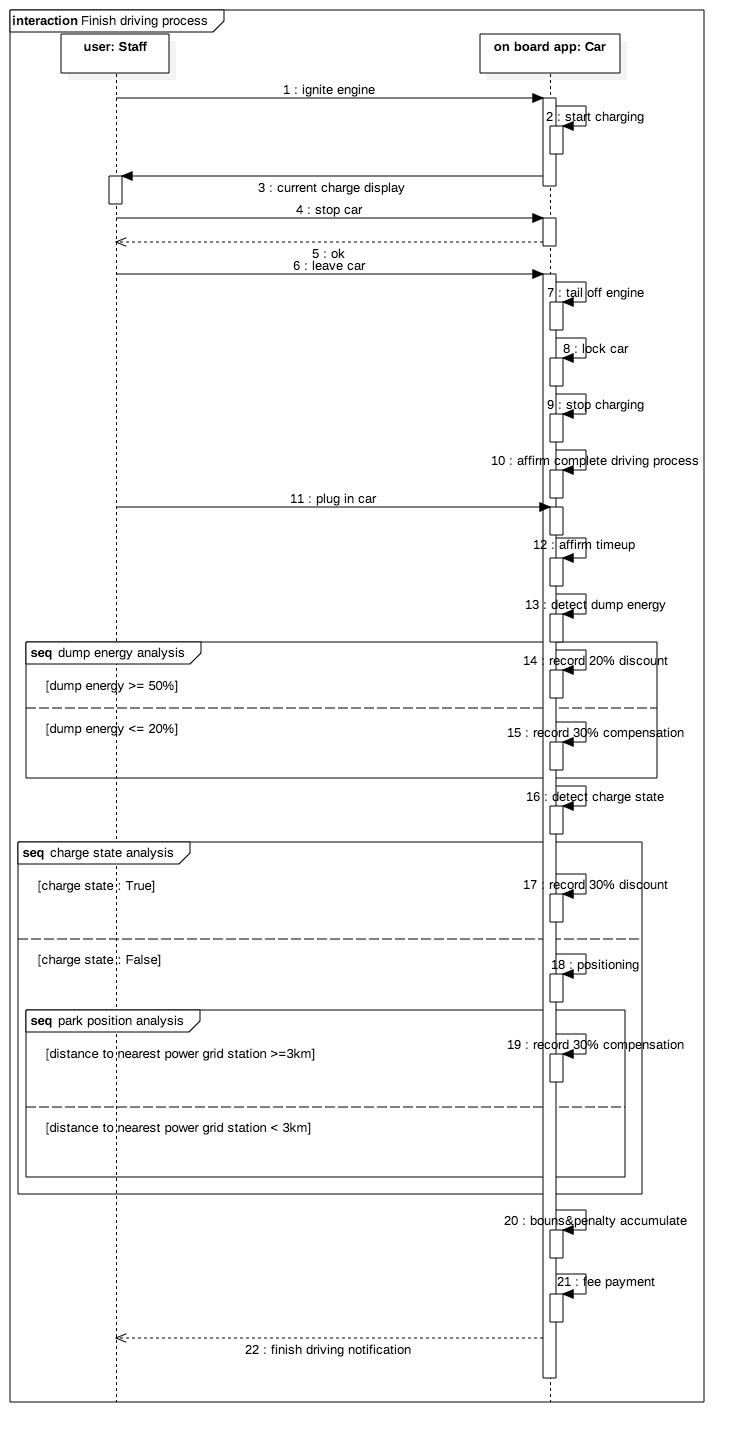 interaction Finish driving process
user: Staff
on board app: Car
1 : ignite engine
2 : start charging
3 : current charge display
4 : stop car
5 : ok
6 : leave car
7 : tail off engine
8 : lock car
9 : stop charging
10 : affirm complete driving process
11 : plug in car
12 : affirm timeup
13 : detect dump energy
seq dump energy analysis
14 : record 20% discount
[dump energy >= 50%]
[dump energy <= 20%]
15 : record 30% compensation
16 : detect charge state
seq charge state analysis
[charge state : True]
17 : record 30% discount
[charge state : False]
18 : positioning
seq park position analysis
19 : record 30% compensation
[distance to nearest power grid station >=3km]
[distance to nearest power grid station < 3km]
20 : bouns&penalty accumulate
21 : fee payment
22 : finish driving notification